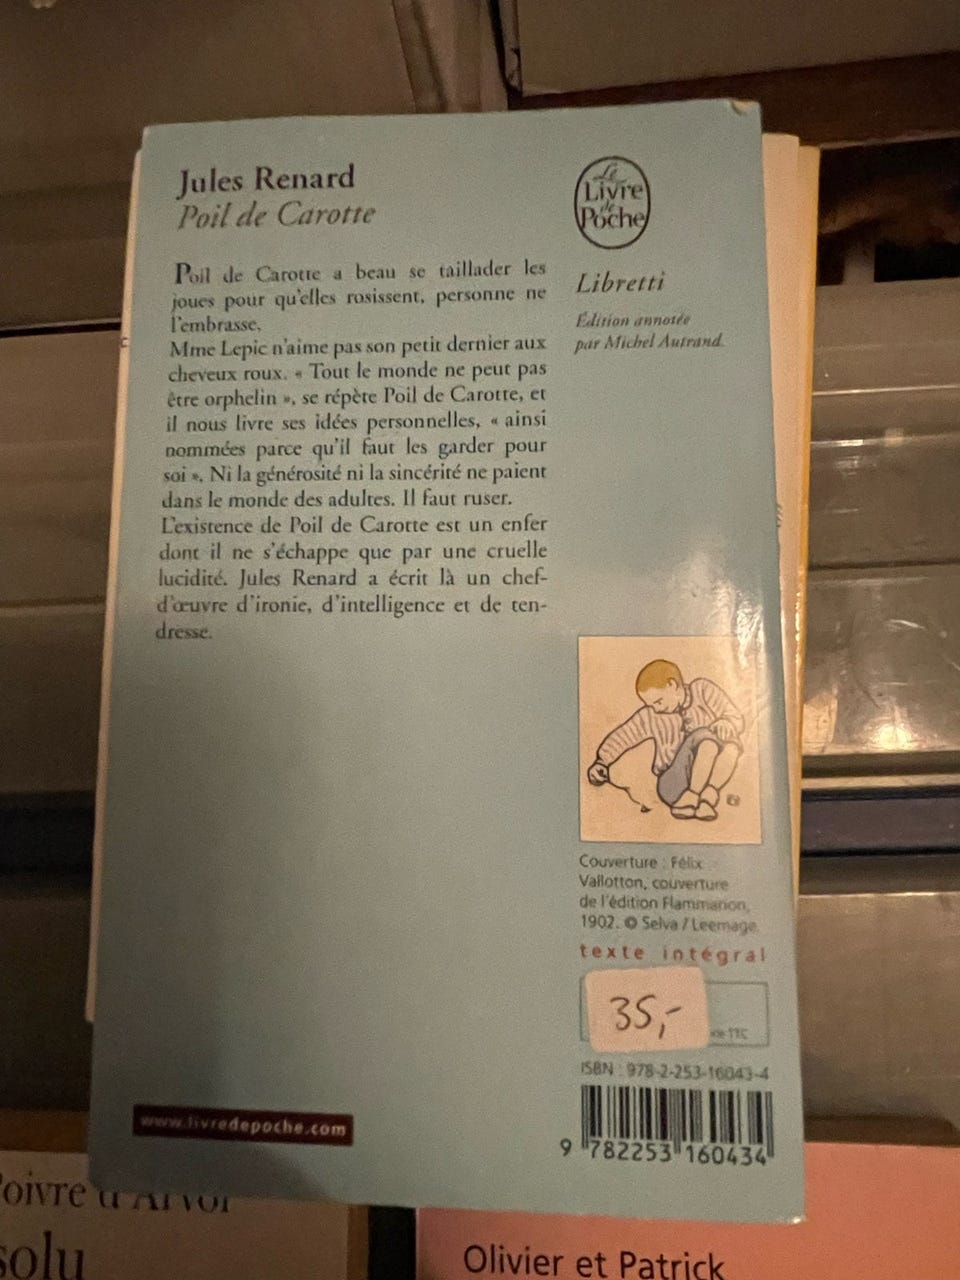 Jules Renard
Poil de Carotte
Poil de Carotte a beau se taillader les
joues pour qu'elles rosissent, personne ne
l'embrasse.
Mme Lepic n'aime pas son petit dernier aux
cheveux roux. « Tout le monde ne peut pas
être orphelin », se répète Poil de Carotte, et
il nous livre ses idées personnelles, « ainsi
nommées parce qu'il faut les garder pour
soi ». Ni la générosité ni la sincérité ne paient
dans le monde des adultes. Il faut ruser.
L'existence de Poil de Carotte est un enfer
dont il ne s'échappe que par une cruelle
lucidité. Jules Renard a écrit là un chef-
d'œuvre d'ironie, d'intelligence et de ten-
dresse.
Le
Livre
de
Poche
Libretti
Édition annotée
par Michel Autrand.
Couverture : Félix
Vallotton, couverture
de l'édition Flammarion,
1902. © Selva / Leemage.
texte intégral
35,-
TTC
ISBN : 978-2-253-16043-4
9 782253 160434
www.livredepoche.com
Poivre d'Arvor
solu
Olivier et Patrick